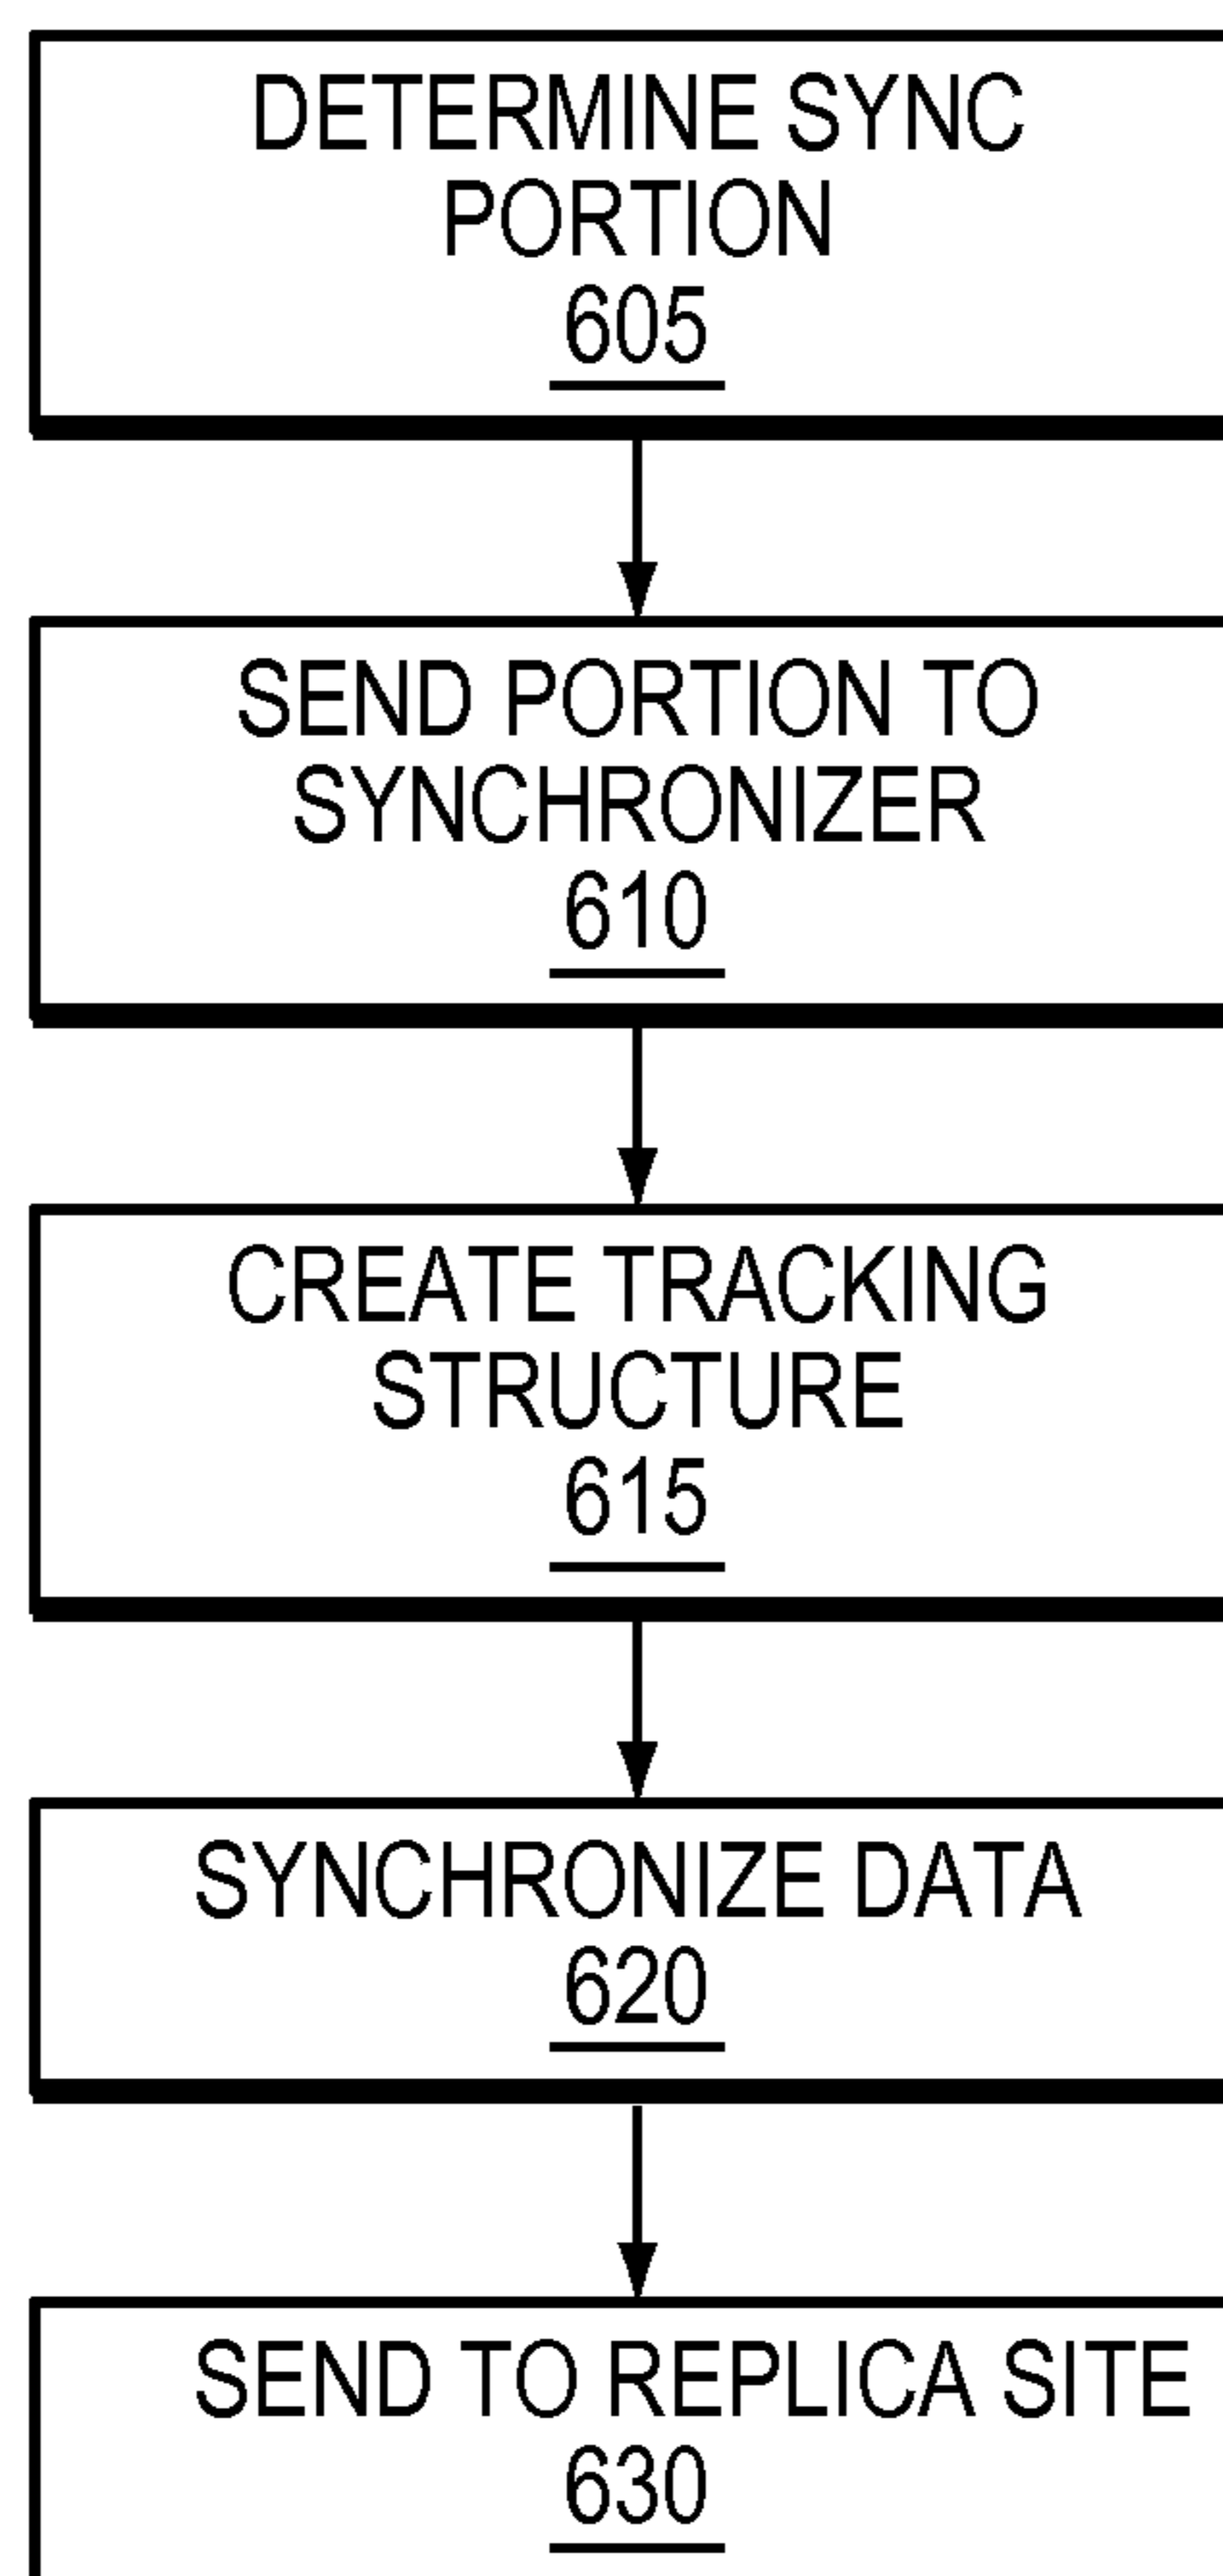 DETERMINE SYNC
PORTION
605
SEND PORTION TO
SYNCHRONIZER
610
CREATE TRACKING
STRUCTURE
615
SYNCHRONIZE DATA
620
SEND TO REPLICA SITE
630